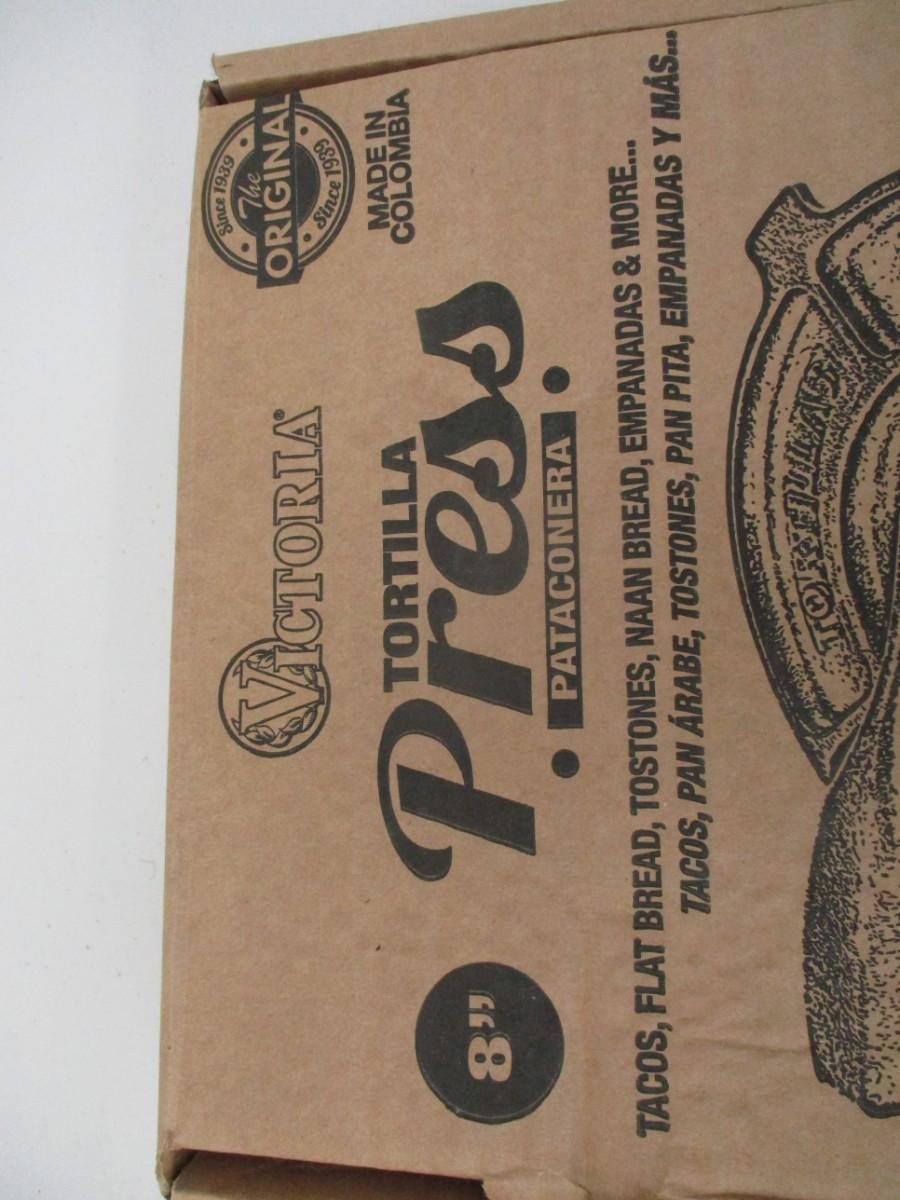 VICTORIA®
Since 1939
The
ORIGINAL
Since 1939
MADE IN
COLOMBIA
8”
TORTILLA
Press
PATACONERA
TACOS, FLAT BREAD, TOSTONES, NAAN BREAD, EMPANADAS & MORE...
TACOS, PAN ÁRABE, TOSTONES, PAN PITA, EMPANADAS Y MÁS...